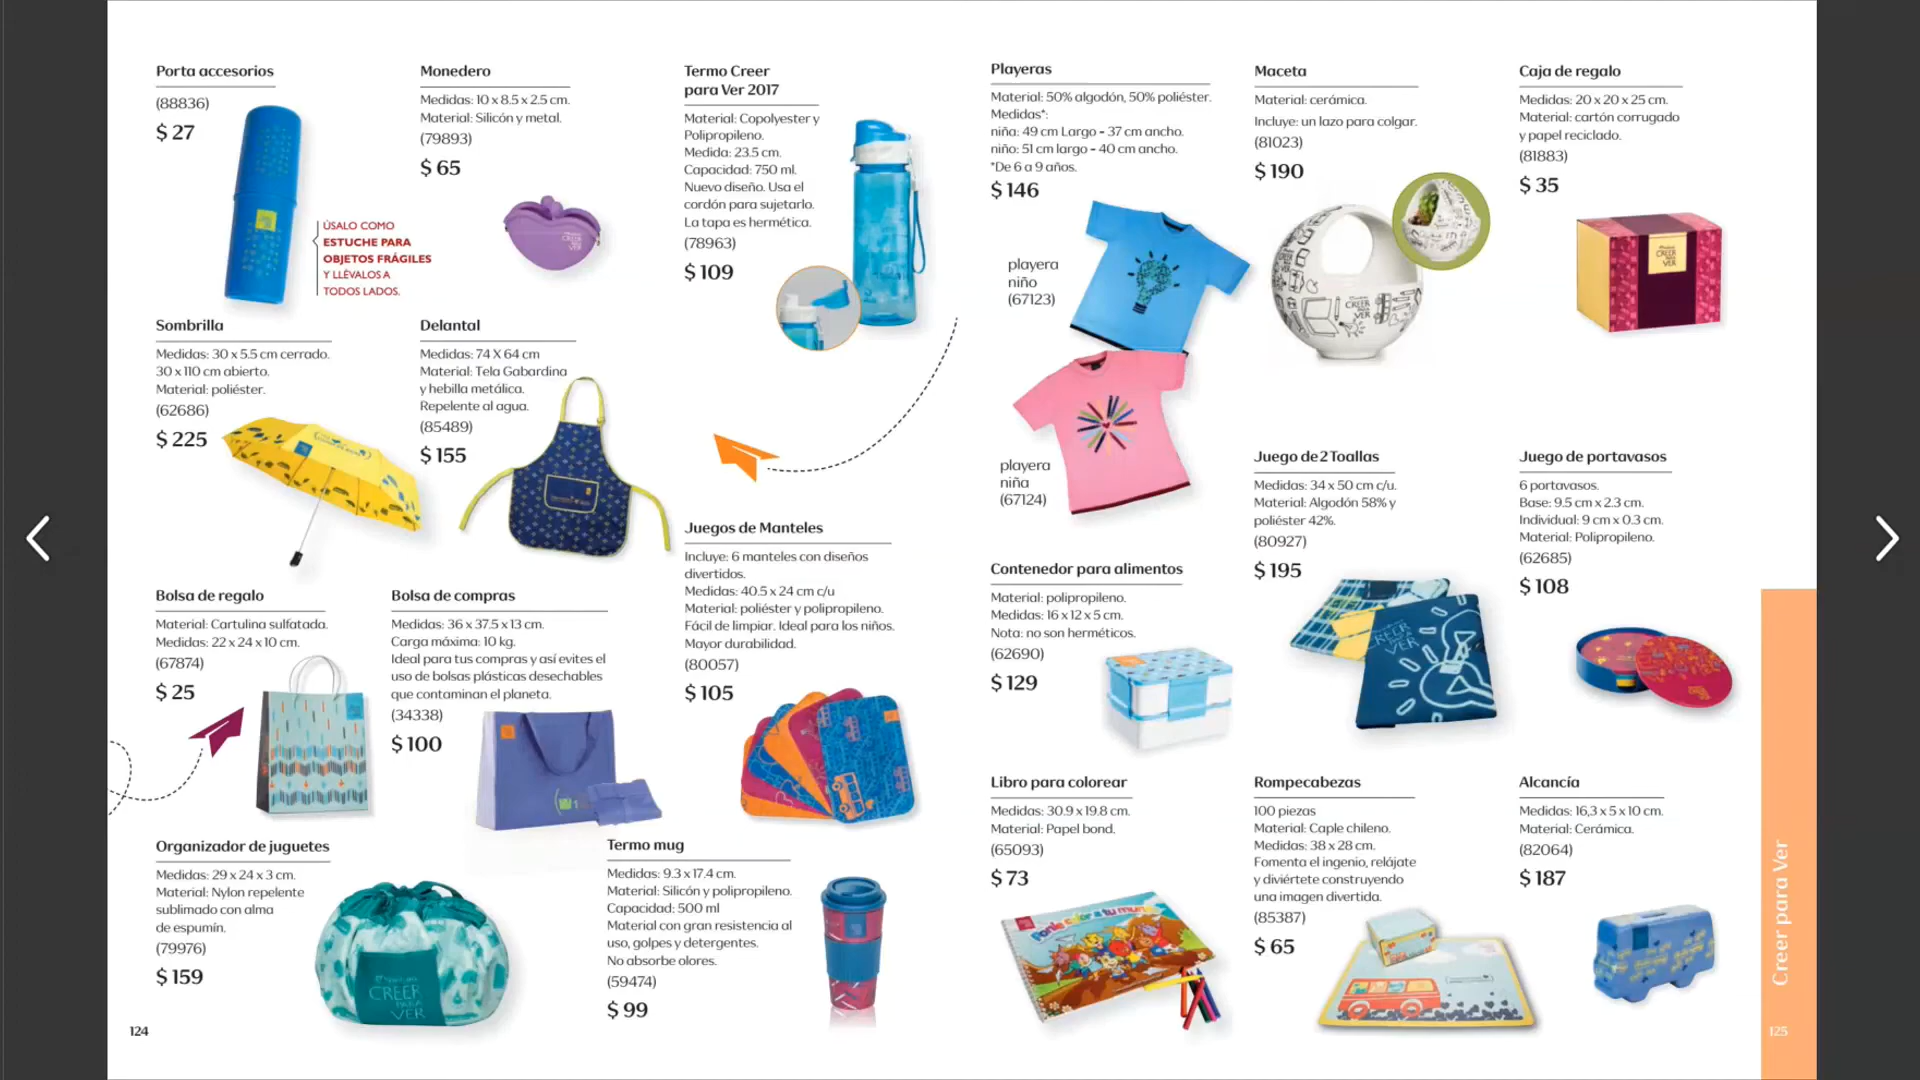 Porta accesorios
(88836)
$ 27
ÚSALO COMO
ESTUCHE PARA
OBJETOS FRÁGILES
Y LLÉVALOS A
TODOS LADOS.
Monedero
Medidas: 10 x 8.5 x 2.5 cm.
Material: Silicón y metal.
(79893)
$ 65
Termo Creer
para Ver 2017
Material: Copolyester y
Polipropileno.
Medida: 23.5 cm.
Capacidad: 750 ml.
Nuevo diseño. Usa el
cordón para sujetarlo.
La tapa es hermética.
(78963)
$ 109
Sombrilla
Medidas: 30 x 5.5 cm cerrado.
30 x 110 cm abierto.
Material: poliéster.
(62686)
$ 225
Delantal
Medidas: 74 X 64 cm
Material: Tela Gabardina
y hebilla metálica.
Repelente al agua.
(85489)
$ 155
Juegos de Manteles
Incluye: 6 manteles con diseños
divertidos.
Medidas: 40.5 x 24 cm c/u
Material: poliéster y polipropileno.
Fácil de limpiar. Ideal para los niños.
Mayor durabilidad.
(80057)
$ 105
Bolsa de regalo
Material: Cartulina sulfatada.
Medidas: 22 x 24 x 10 cm.
(67874)
$ 25
Bolsa de compras
Medidas: 36 x 37.5 x 13 cm.
Carga máxima: 10 kg.
Ideal para tus compras y así evites el
uso de bolsas plásticas desechables
que contaminan el planeta.
(34338)
$ 100
Organizador de juguetes
Medidas: 29 x 24 x 3 cm.
Material: Nylon repelente
sublimado con alma
de espumín.
(79976)
$ 159
CREER
PARA
VER
Termo mug
Medidas: 9.3 x 17.4 cm.
Material: Silicón y polipropileno.
Capacidad: 500 ml
Material con gran resistencia al
uso, golpes y detergentes.
No absorbe olores.
(59474)
$ 99
124
Playeras
Material: 50% algodón, 50% poliéster.
Medidas*:
niña: 49 cm Largo - 37 cm ancho.
niño: 51 cm largo - 40 cm ancho.
*De 6 a 9 años.
$ 146
playera
niño
(67123)
playera
niña
(67124)
Maceta
Material: cerámica.
Incluye: un lazo para colgar.
(81023)
$ 190
CREER
VER
Caja de regalo
Medidas: 20 x 20 x 25 cm.
Material: cartón corrugado
y papel reciclado.
(81883)
$ 35
CREER
VER
Contenedor para alimentos
Material: polipropileno.
Medidas: 16 x 12 x 5 cm.
Nota: no son herméticos.
(62690)
$ 129
Juego de 2 Toallas
Medidas: 34 x 50 cm c/u.
Material: Algodón 58% y
poliéster 42%.
(80927)
$ 195
CREER
VER
Juego de portavasos
6 portavasos.
Base: 9.5 cm x 2.3 cm.
Individual: 9 cm x 0.3 cm.
Material: Polipropileno.
(62685)
$ 108
Libro para colorear
Medidas: 30.9 x 19.8 cm.
Material: Papel bond.
(65093)
$ 73
Ponle color a tu mundo
Rompecabezas
100 piezas
Material: Caple chileno.
Medidas: 38 x 28 cm.
Fomenta el ingenio, relájate
y diviértete construyendo
una imagen divertida.
(85387)
$ 65
Alcancía
Medidas: 16,3 x 5 x 10 cm.
Material: Cerámica.
(82064)
$ 187
Creer para Ver
125